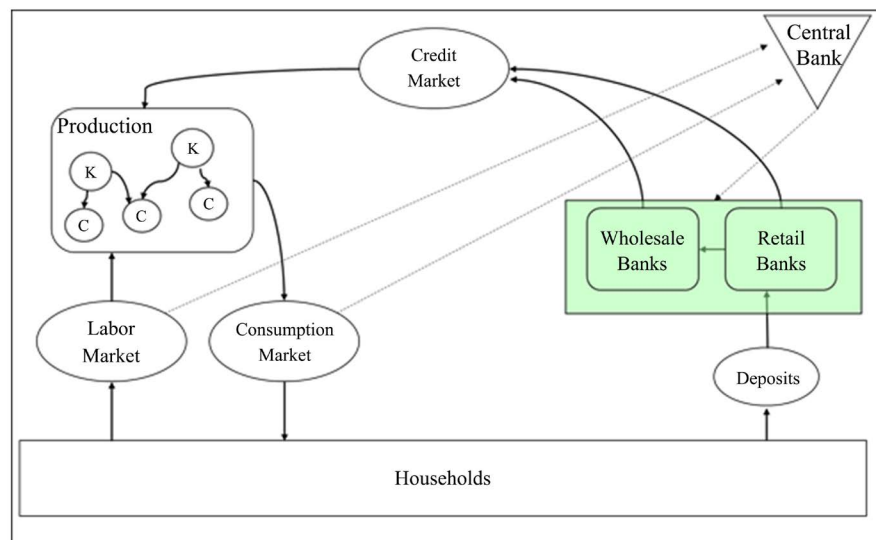 Central
Bank
Credit
Market
Production
K
K
C
C
C
Wholesale
Banks
Retail
Banks
Labor
Market
Consumption
Market
Deposits
Households